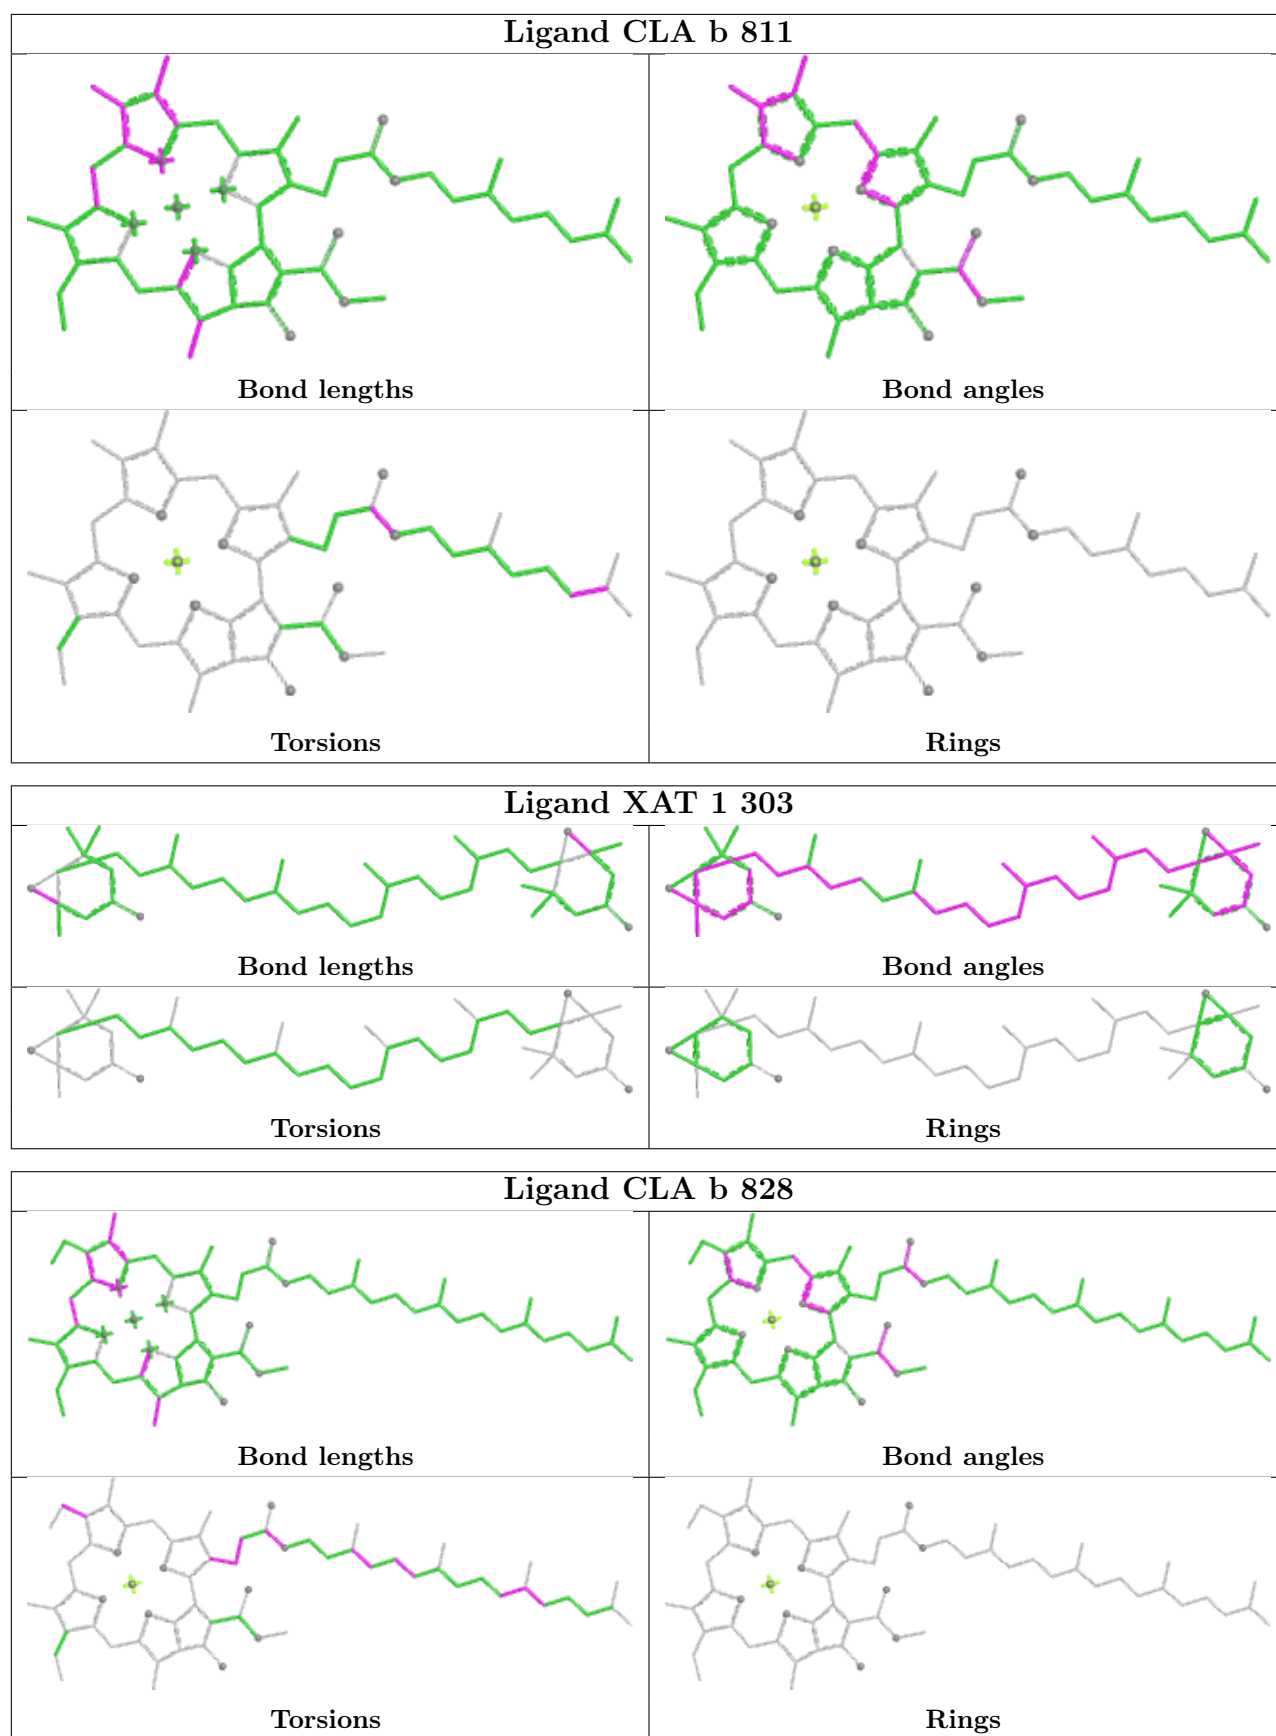 Ligand CLA b 811
Bond lengths
Bond angles
Torsions
Rings
Ligand XAT 1 303
Bond lengths
Bond angles
Torsions
Rings
Ligand CLA b 828
Bond lengths
Bond angles
Torsions
Rings